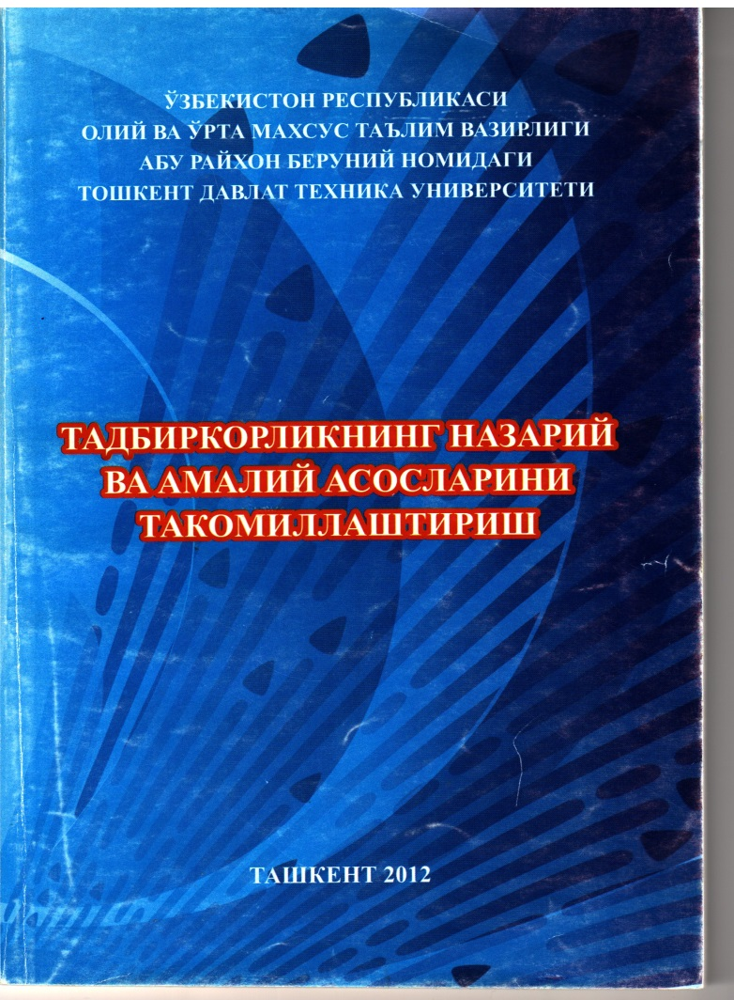 ЎЗБЕКИСТОН РЕСПУБЛИКАСИ
ОЛИЙ ВА ЎРТА МАХСУС ТАЪЛИМ ВАЗИРЛИГИ
АБУ РАЙХОН БЕРУНИЙ НОМИДАГИ
ТОШКЕНТ ДАВЛАТ ТЕХНИКА УНИВЕРСИТЕТИ
ТАДБИРКОРЛИКНИНГ НАЗАРИЙ
ВА АМАЛИЙ АСОСЛАРИНИ
ТАКОМИЛЛАШТИРИШ
ТАШКЕНТ 2012